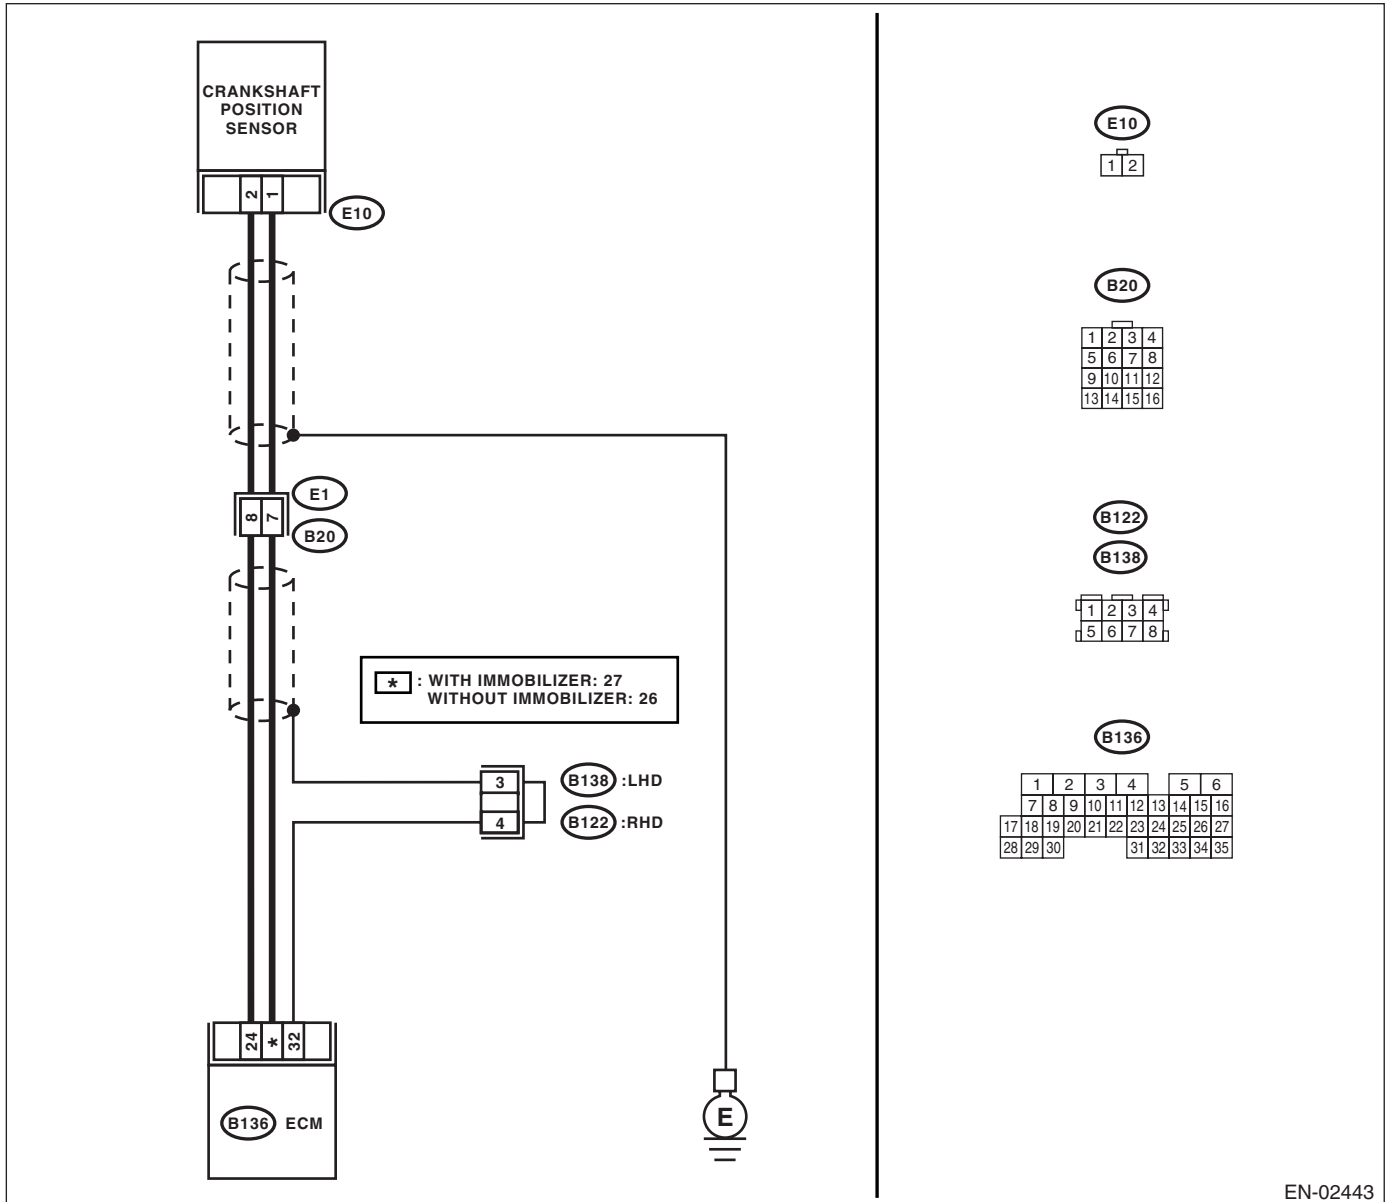 CRANKSHAFT
POSITION
SENSOR
2 1
E10
E1
8 7
B20
* : WITH IMMOBILIZER: 27
WITHOUT IMMOBILIZER: 26
3
B138 :LHD
4
B122 :RHD
24 * 32
B136 ECM
E
E10
1 2
B20
1 2 3 4
5 6 7 8
9 10 11 12
13 14 15 16
B122
B138
1 2 3 4
5 6 7 8
B136
1 2 3 4 5 6
7 8 9 10 11 12 13 14 15 16
17 18 19 20 21 22 23 24 25 26 27
28 29 30 31 32 33 34 35
EN-02443